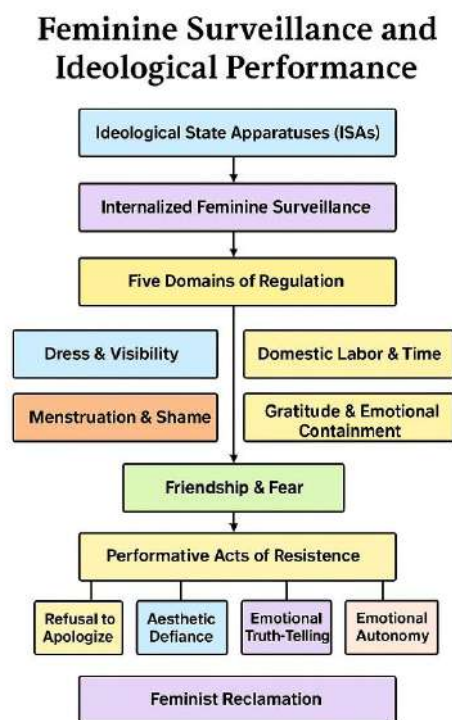 Feminine Surveillance and
Ideological Performance
Ideological State Apparatuses (ISAs)
Internalized Feminine Surveillance
Five Domains of Regulation
Dress & Visibility
Domestic Labor & Time
Menstruation & Shame
Gratitude & Emotional
Containment
Friendship & Fear
Performative Acts of Resistence
Refusal to
Apologize
Aesthetic
Defiance
Emotional
Truth-Telling
Emotional
Autonomy
Feminist Reclamation